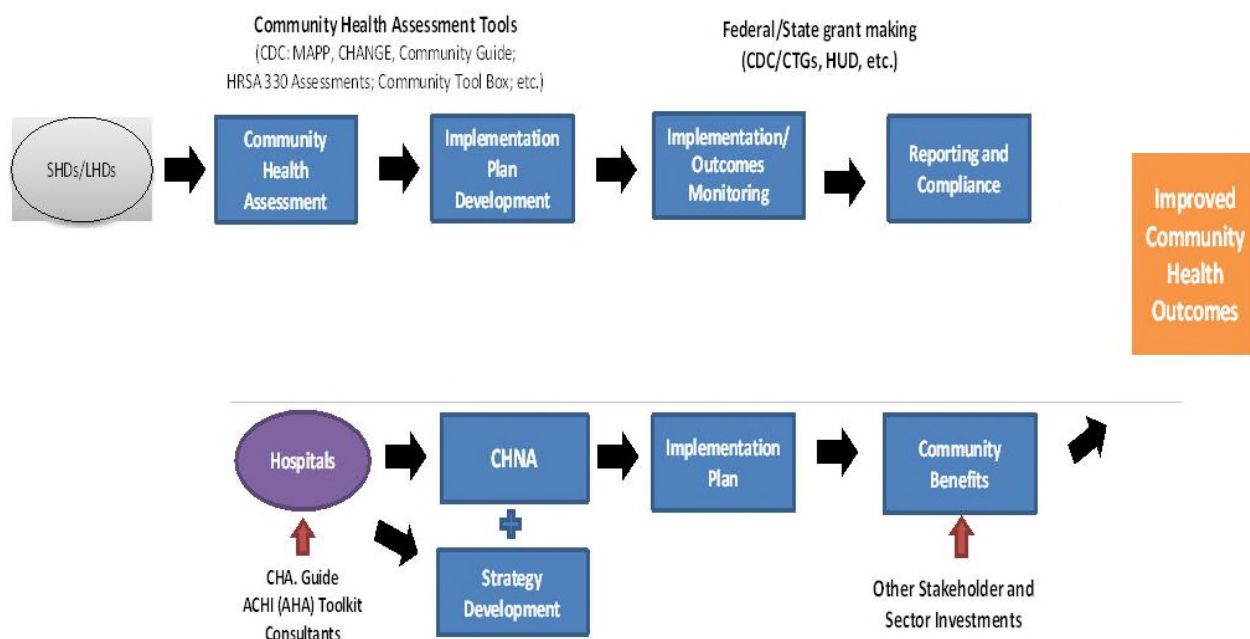 Community Health Assessment Tools
(CDC: MAPP, CHANGE, Community Guide;
HRSA 330 Assessments; Community Tool Box; etc.)
Federal/State grant making
(CDC/CTGs, HUD, etc.)
SHDs/LHDs
Community
Health
Assessment
Implementation
Plan
Development
Implementation/
Outcomes
Monitoring
Reporting and
Compliance
Improved
Community
Health
Outcomes
Hospitals
CHNA
Implementation
Plan
Community
Benefits
Strategy
Development
CHA. Guide
ACHI (AHA) Toolkit
Consultants
Other Stakeholder and
Sector Investments